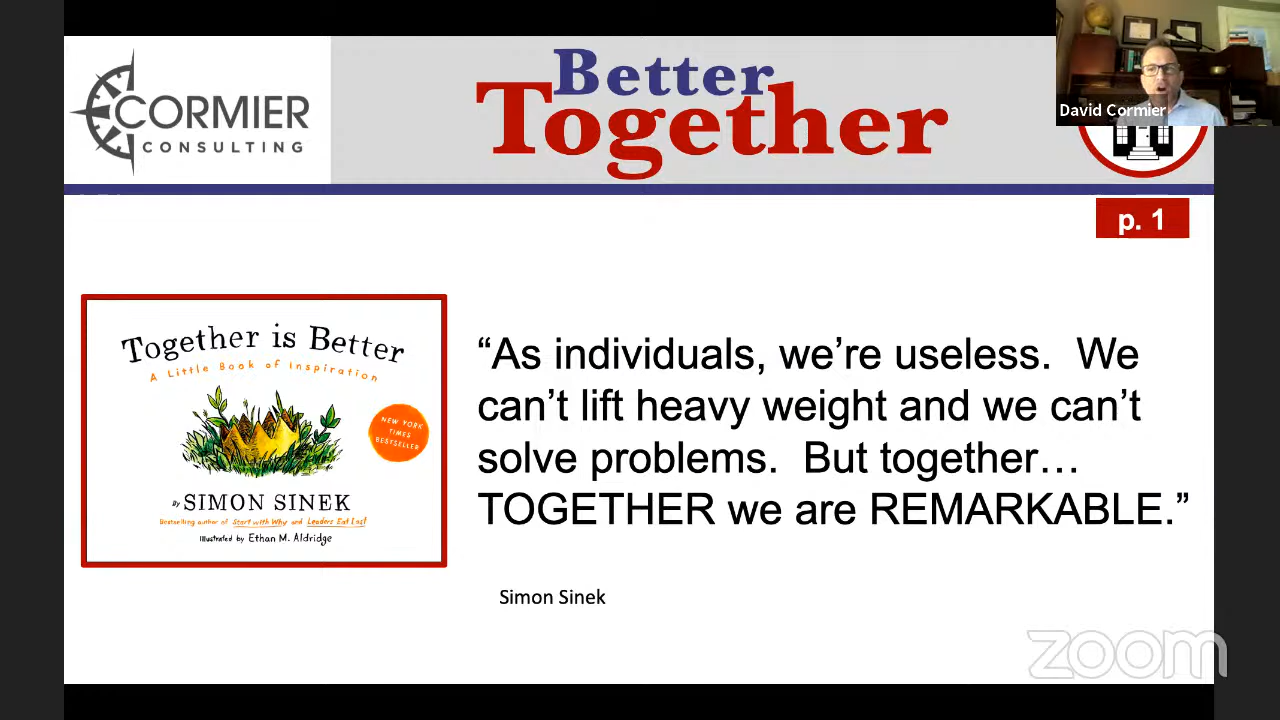 CORMIER
CONSULTING
Better
Together
David Cormier
p. 1
Together is Better
A Little Book of Inspiration
NEW YORK
TIMES
BESTSELLER
By SIMON SINEK
Bestselling author of Start with Why and Leaders Eat Last
Illustrated by Ethan M. Aldridge
“As individuals, we’re useless.  We
can’t lift heavy weight and we can’t
solve problems.  But together…
TOGETHER we are REMARKABLE.”
Simon Sinek
zoom